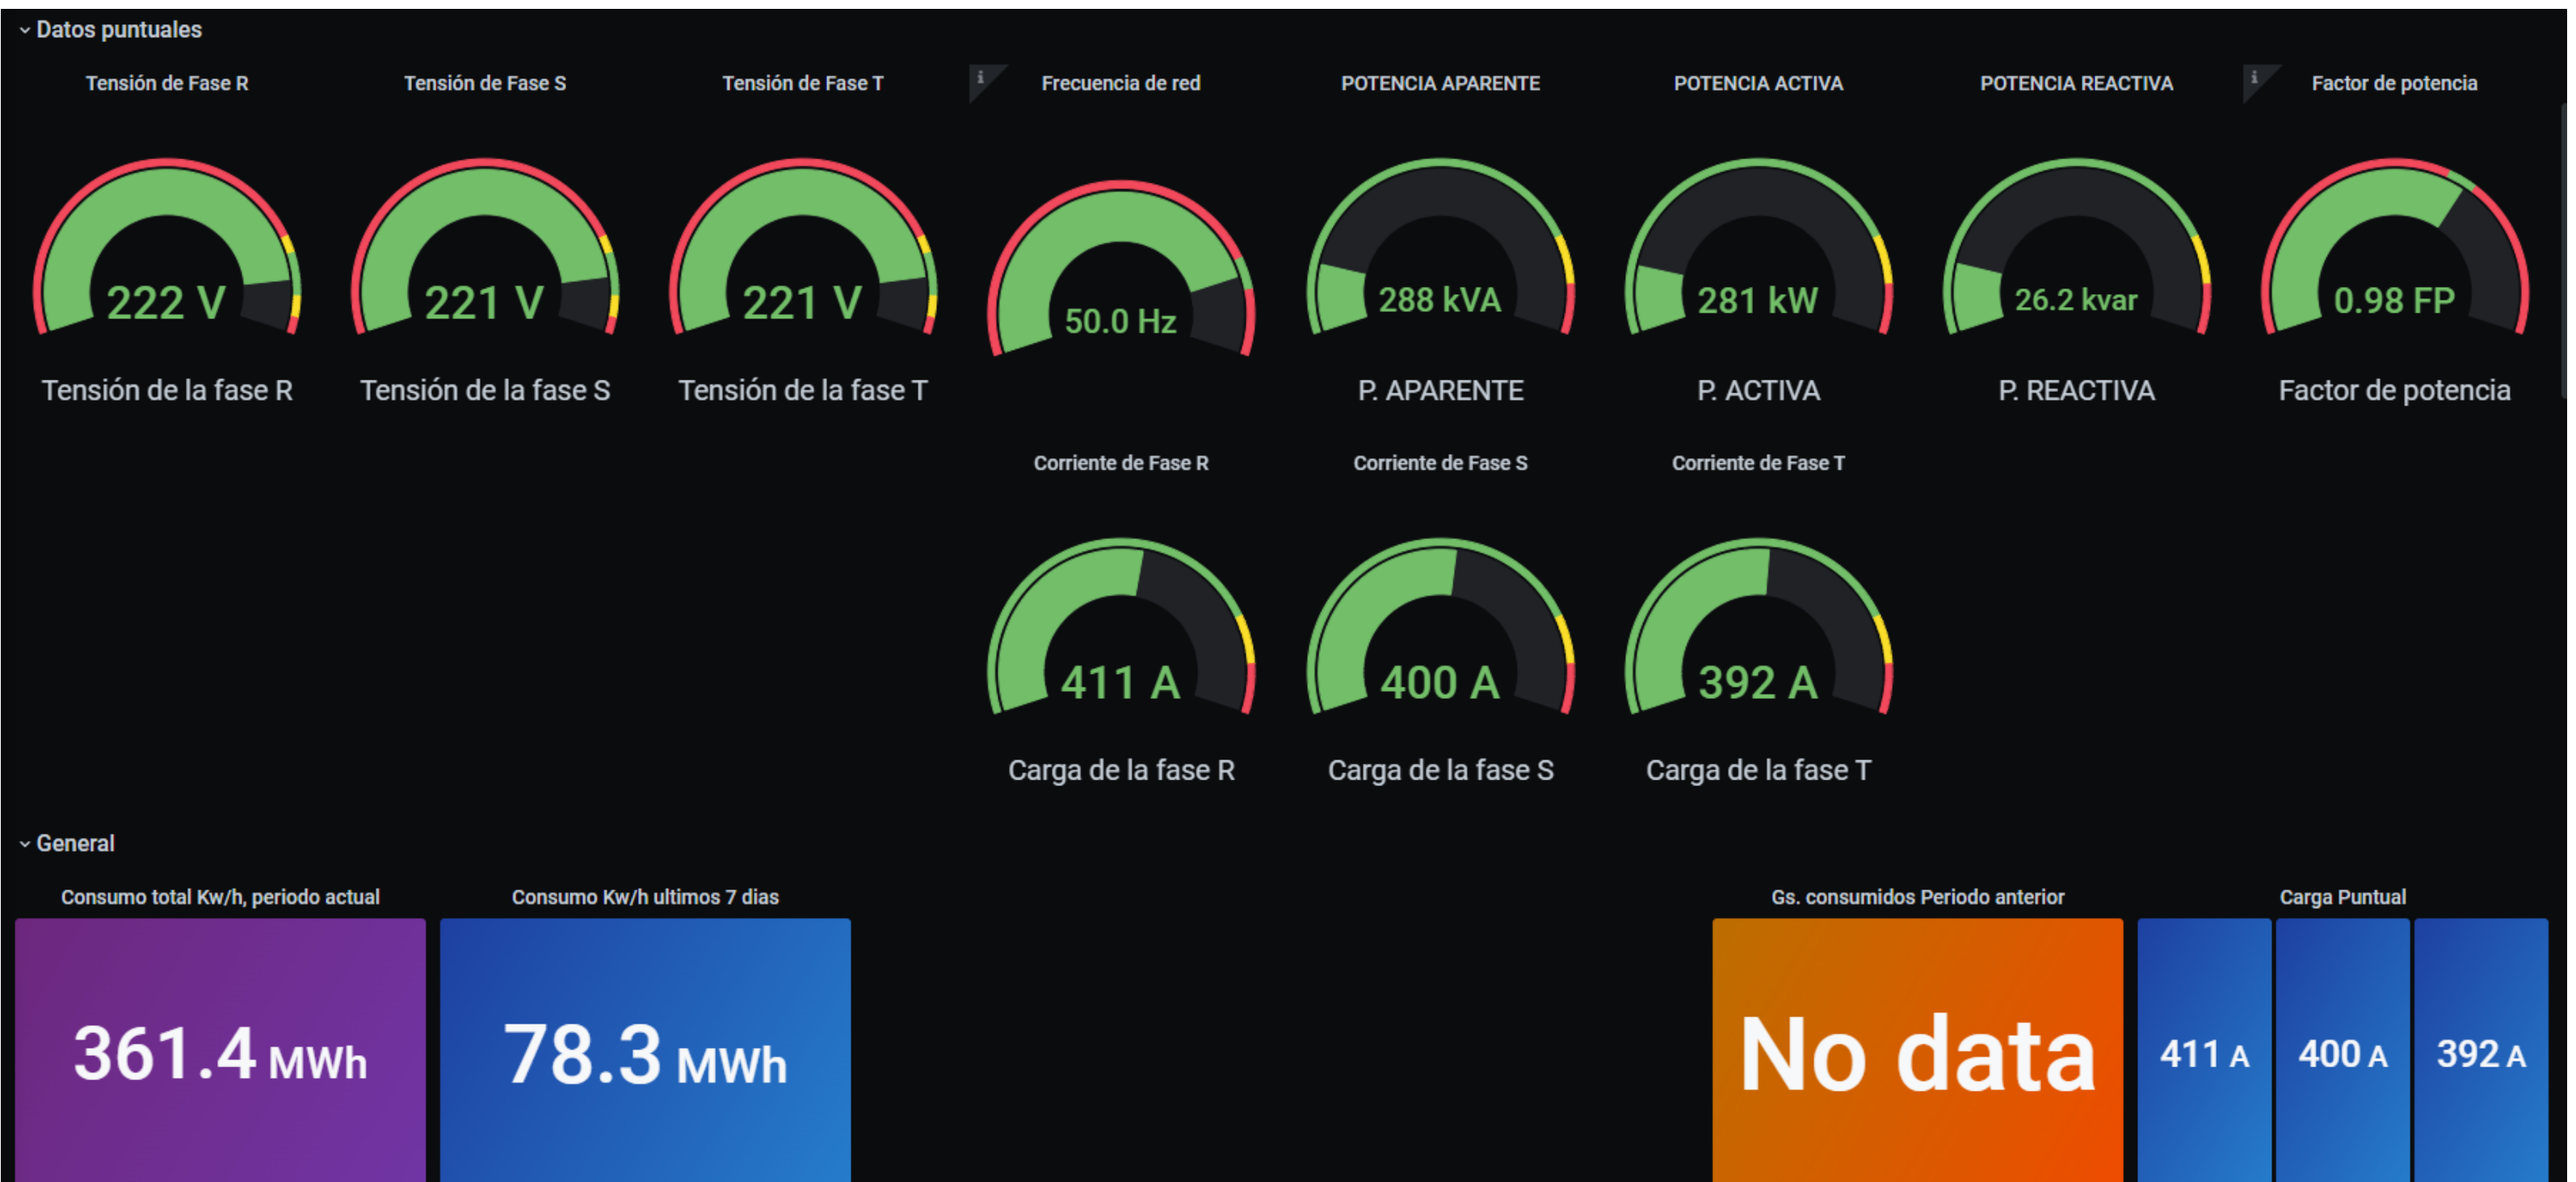 Datos puntuales
Tensión de Fase R
Tensión de Fase S
Tensión de Fase T
i
Frecuencia de red
POTENCIA APARENTE
POTENCIA ACTIVA
POTENCIA REACTIVA
i
Factor de potencia
222 V
221 V
221 V
50.0 Hz
288 kVA
281 kW
26.2 kvar
0.98 FP
Tensión de la fase R
Tensión de la fase S
Tensión de la fase T
P. APARENTE
P. ACTIVA
P. REACTIVA
Factor de potencia
Corriente de Fase R
Corriente de Fase S
Corriente de Fase T
411 A
400 A
392 A
Carga de la fase R
Carga de la fase S
Carga de la fase T
General
Consumo total Kw/h, periodo actual
Consumo Kw/h ultimos 7 dias
Gs. consumidos Periodo anterior
Carga Puntual
361.4 MWh
78.3 MWh
No data
411 A
400 A
392 A